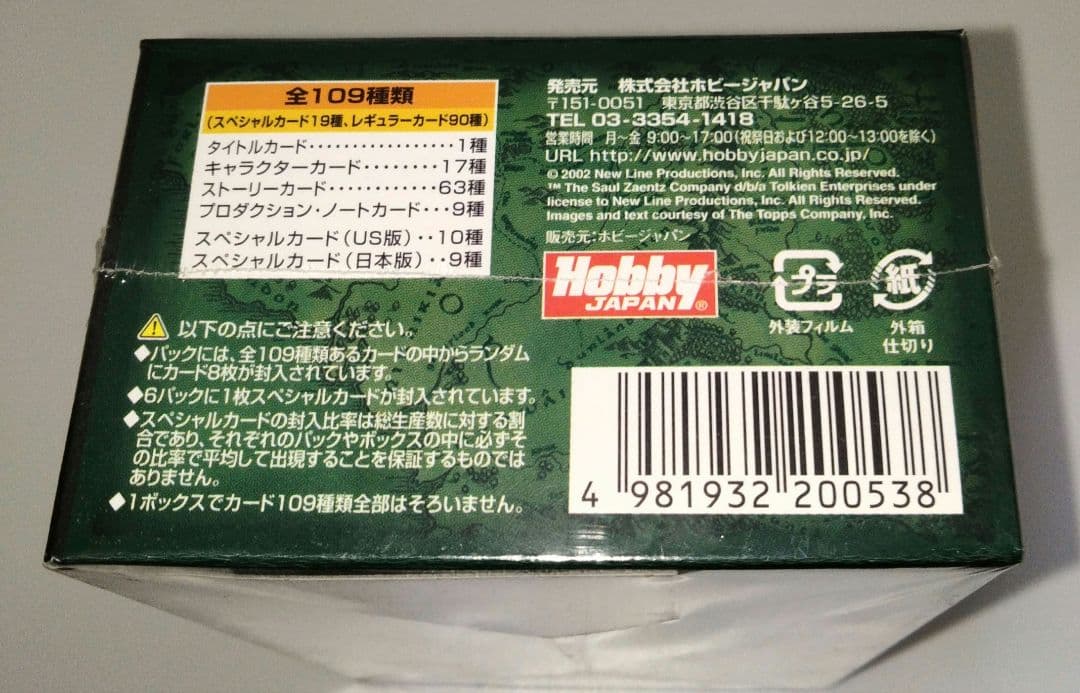 全109種類
(スペシャルカード19種、レギュラーカード90種)
タイトルカード・・・・・・・・・・・・・・・・・1種
キャラクターカード・・・・・・・・17種
ストーリーカード・・・・・・・・・・・63種
プロダクション・ノートカード・・・9種
スペシャルカード(US版)・・10種
スペシャルカード(日本版)・・9種
以下の点にご注意ください。
◆パックには、全109種類あるカードの中からランダム
にカード8枚が封入されています。
◆6パックに1枚スペシャルカードが封入されています。
◆スペシャルカードの封入比率は総生産数に対する割
合であり、それぞれのパックやボックスの中に必ずそ
の比率で平均して出現することを保証するものでは
ありません。
◆1ボックスでカード109種類全部はそろいません。
発売元 株式会社ホビージャパン
〒151-0051 東京都渋谷区千駄ヶ谷5-26-5
TEL 03-3354-1418
営業時間 月〜金 9:00〜17:00(祝祭日および12:00〜13:00を除く)
URL http://www.hobbyjapan.co.jp/
© 2002 New Line Productions, Inc. All Rights Reserved.
™ The Saul Zaentz Company d/b/a Tolkien Enterprises under
license to New Line Productions, Inc. All Rights Reserved.
Images and text courtesy of The Topps Company, Inc.
販売元:ホビージャパン
Hobby
JAPAN®
プラ
外装フィルム
紙
外箱
仕切り
4 981932 200538